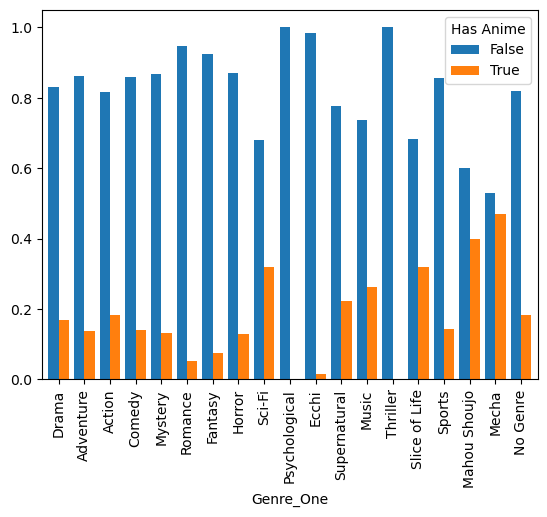 Has Anime
False
True
1.0
0.8
0.6
0.4
0.2
0.0
Drama
Adventure
Action
Comedy
Mystery
Romance
Fantasy
Horror
Sci-Fi
Psychological
Ecchi
Supernatural
Music
Thriller
Slice of Life
Sports
Mahou Shoujo
Mecha
No Genre
Genre_One